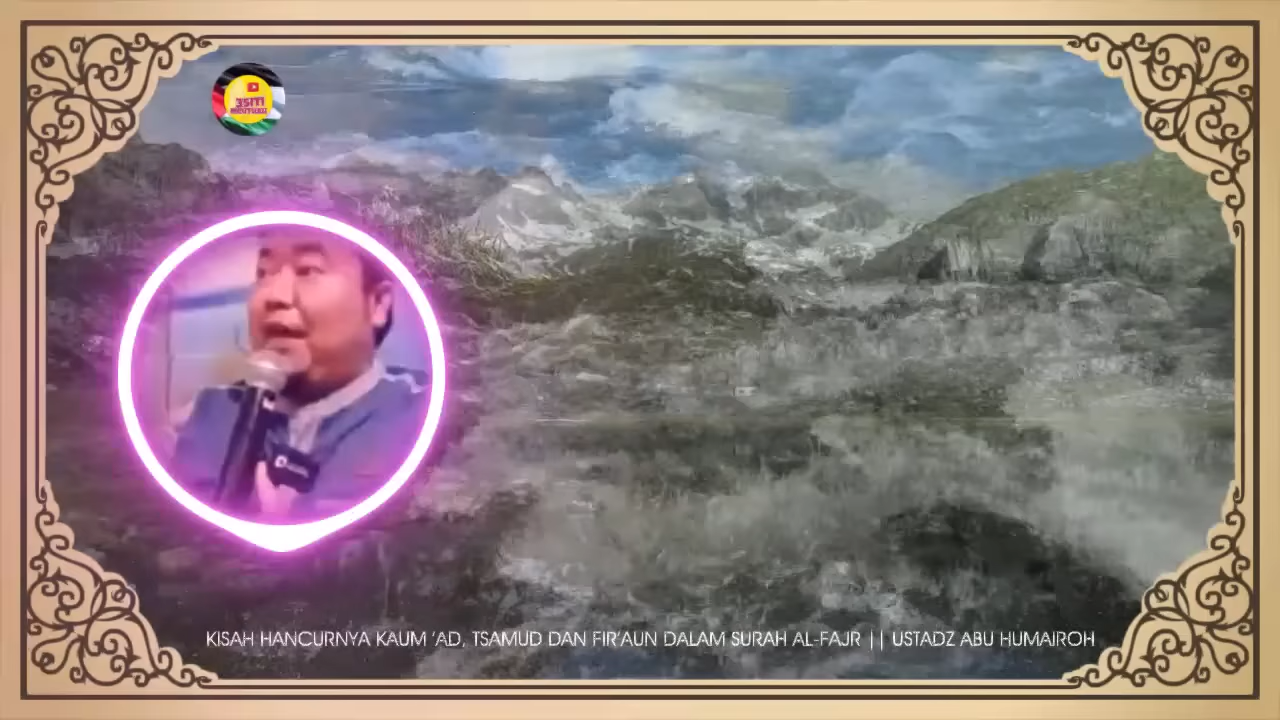 KISAH HANCURNYA KAUM 'AD, TSAMUD DAN FIR'AUN DALAM SURAH AL-FAJR || USTADZ ABU HUMAIROH